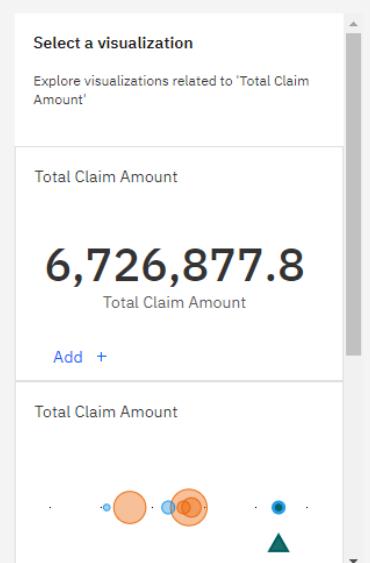 Select a visualization
Explore visualizations related to 'Total Claim
Amount'
Total Claim Amount
6,726,877.8
Total Claim Amount
Add +
Total Claim Amount